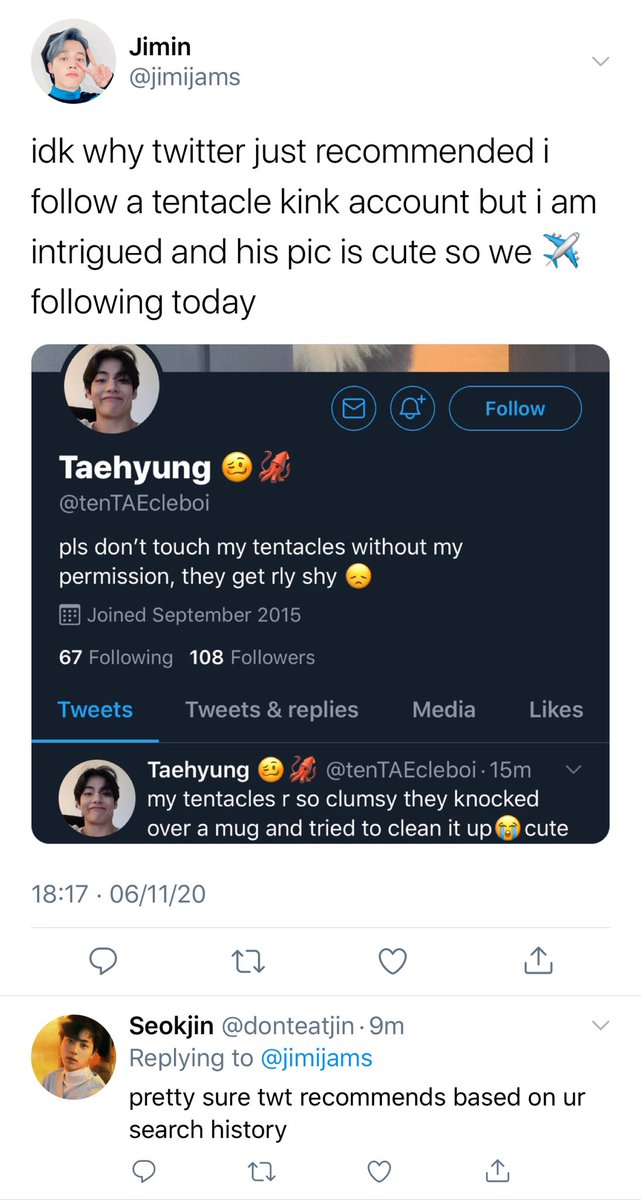 Jimin
@jimijams
idk why twitter just recommended i
follow a tentacle kink account but i am
intrigued and his pic is cute so we ✈️
following today
Follow
Taehyung 🥴🦑
@tenTAEcleboi
pls don’t touch my tentacles without my
permission, they get rly shy 😞
Joined September 2015
67 Following 108 Followers
Tweets Tweets & replies Media Likes
Taehyung 🥴🦑 @tenTAEcleboi · 15m
my tentacles r so clumsy they knocked
over a mug and tried to clean it up😭cute
18:17 · 06/11/20
Seokjin @donteatjin · 9m
Replying to @jimijams
pretty sure twt recommends based on ur
search history